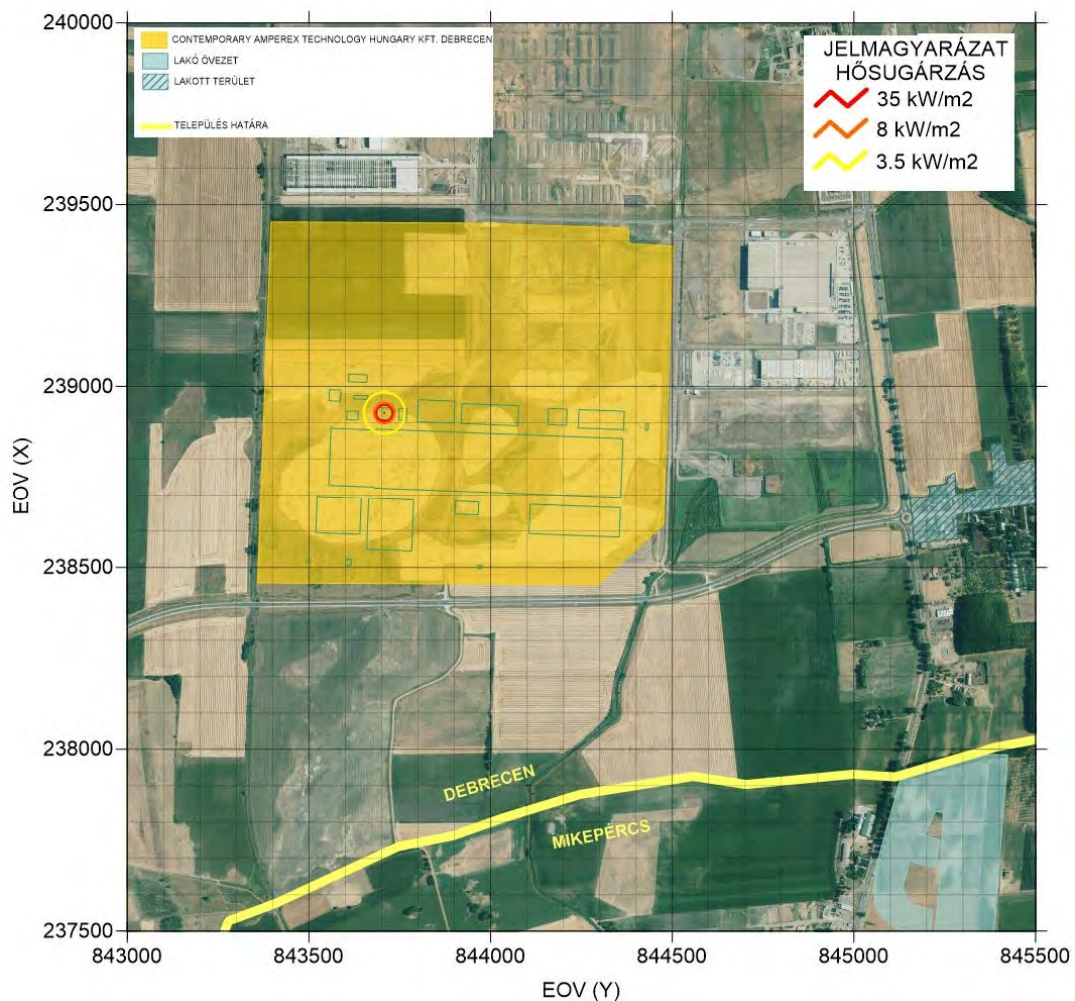 CONTEMPORARY AMPEREX TECHNOLOGY HUNGARY KFT. DEBRECEN
LAKÓ ÖVEZET
LAKOTT TERÜLET
TELEPÜLÉS HATÁRA
JELMAGYARÁZAT
HŐSUGÁRZÁS
35 kW/m2
8 kW/m2
3.5 kW/m2
240000
239500
239000
238500
238000
237500
EOV (X)
DEBRECEN
MIKEPÉRCS
843000 843500 844000 844500 845000 845500
EOV (Y)